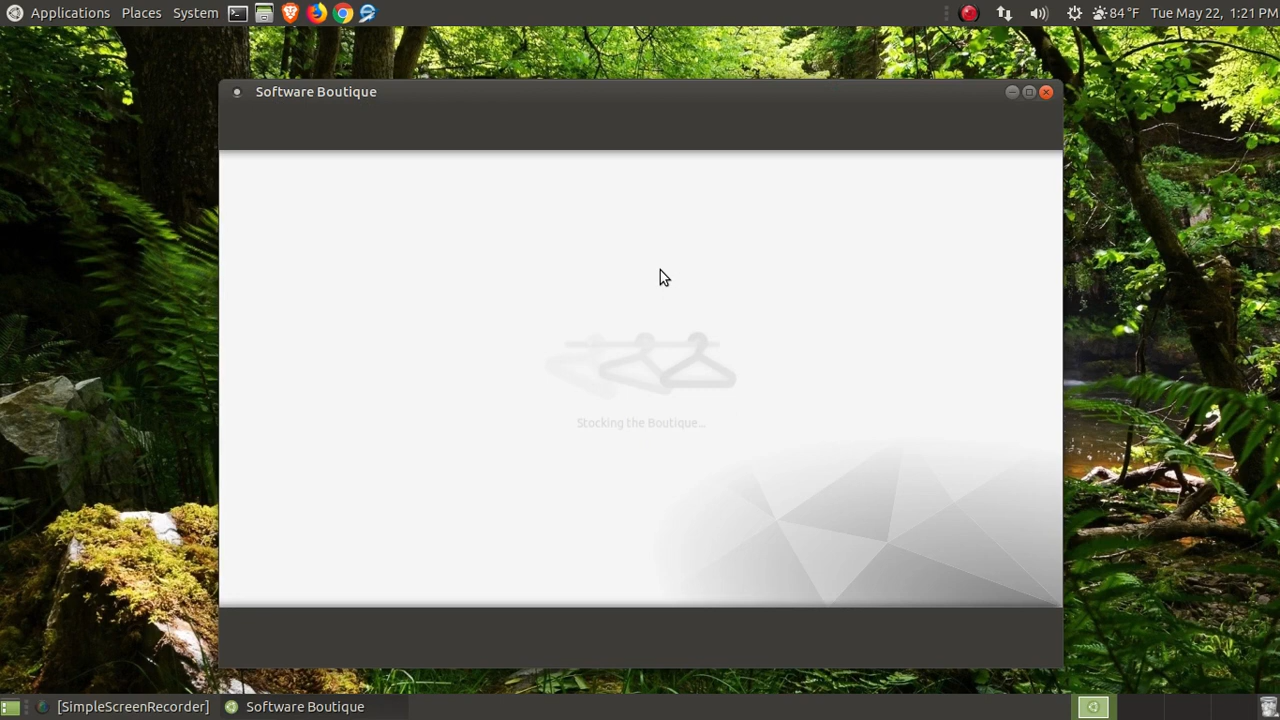 Applications Places System 84 °F Tue May 22, 1:21 PM
Software Boutique
Stocking the Boutique...
[SimpleScreenRecorder] Software Boutique